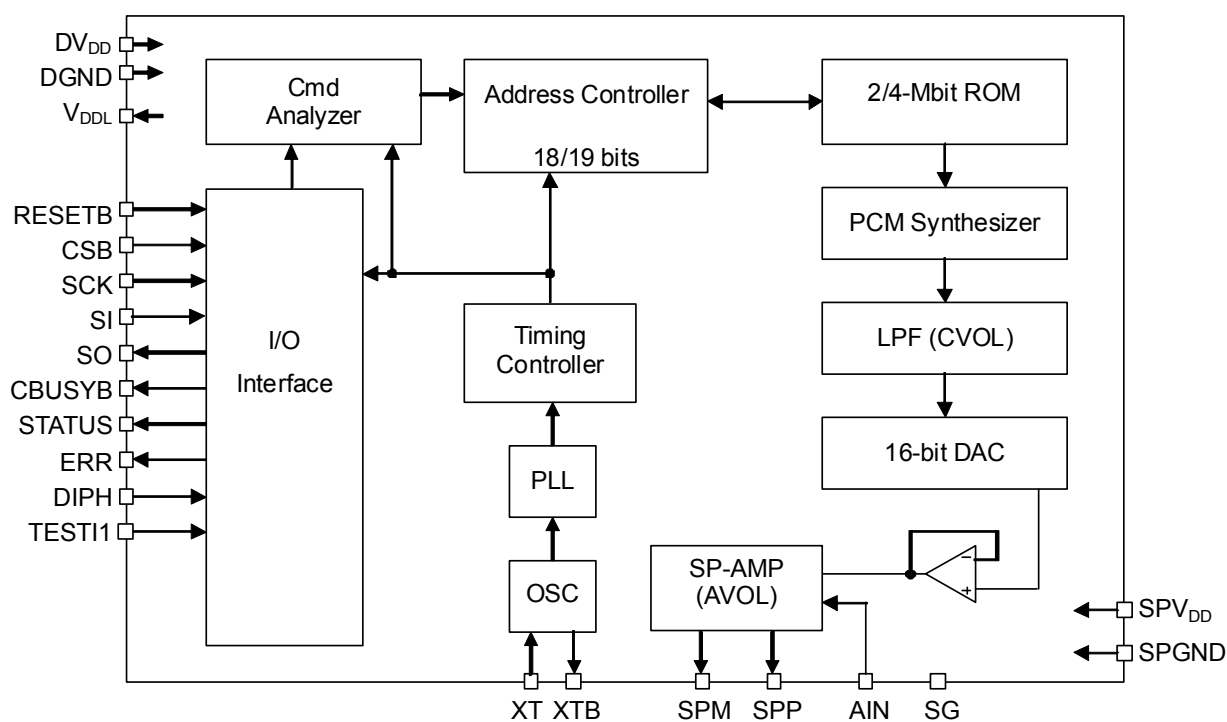 DVDD
DGND
VDDL
Cmd
Analyzer
Address Controller
18/19 bits
2/4-Mbit ROM
PCM Synthesizer
LPF (CVOL)
16-bit DAC
RESETB
CSB
SCK
SI
SO
CBUSYB
STATUS
ERR
DIPH
TESTI1
I/O
Interface
Timing
Controller
PLL
OSC
SP-AMP
(AVOL)
−
+
SPVDD
SPGND
XT
XTB
SPM
SPP
AIN
SG